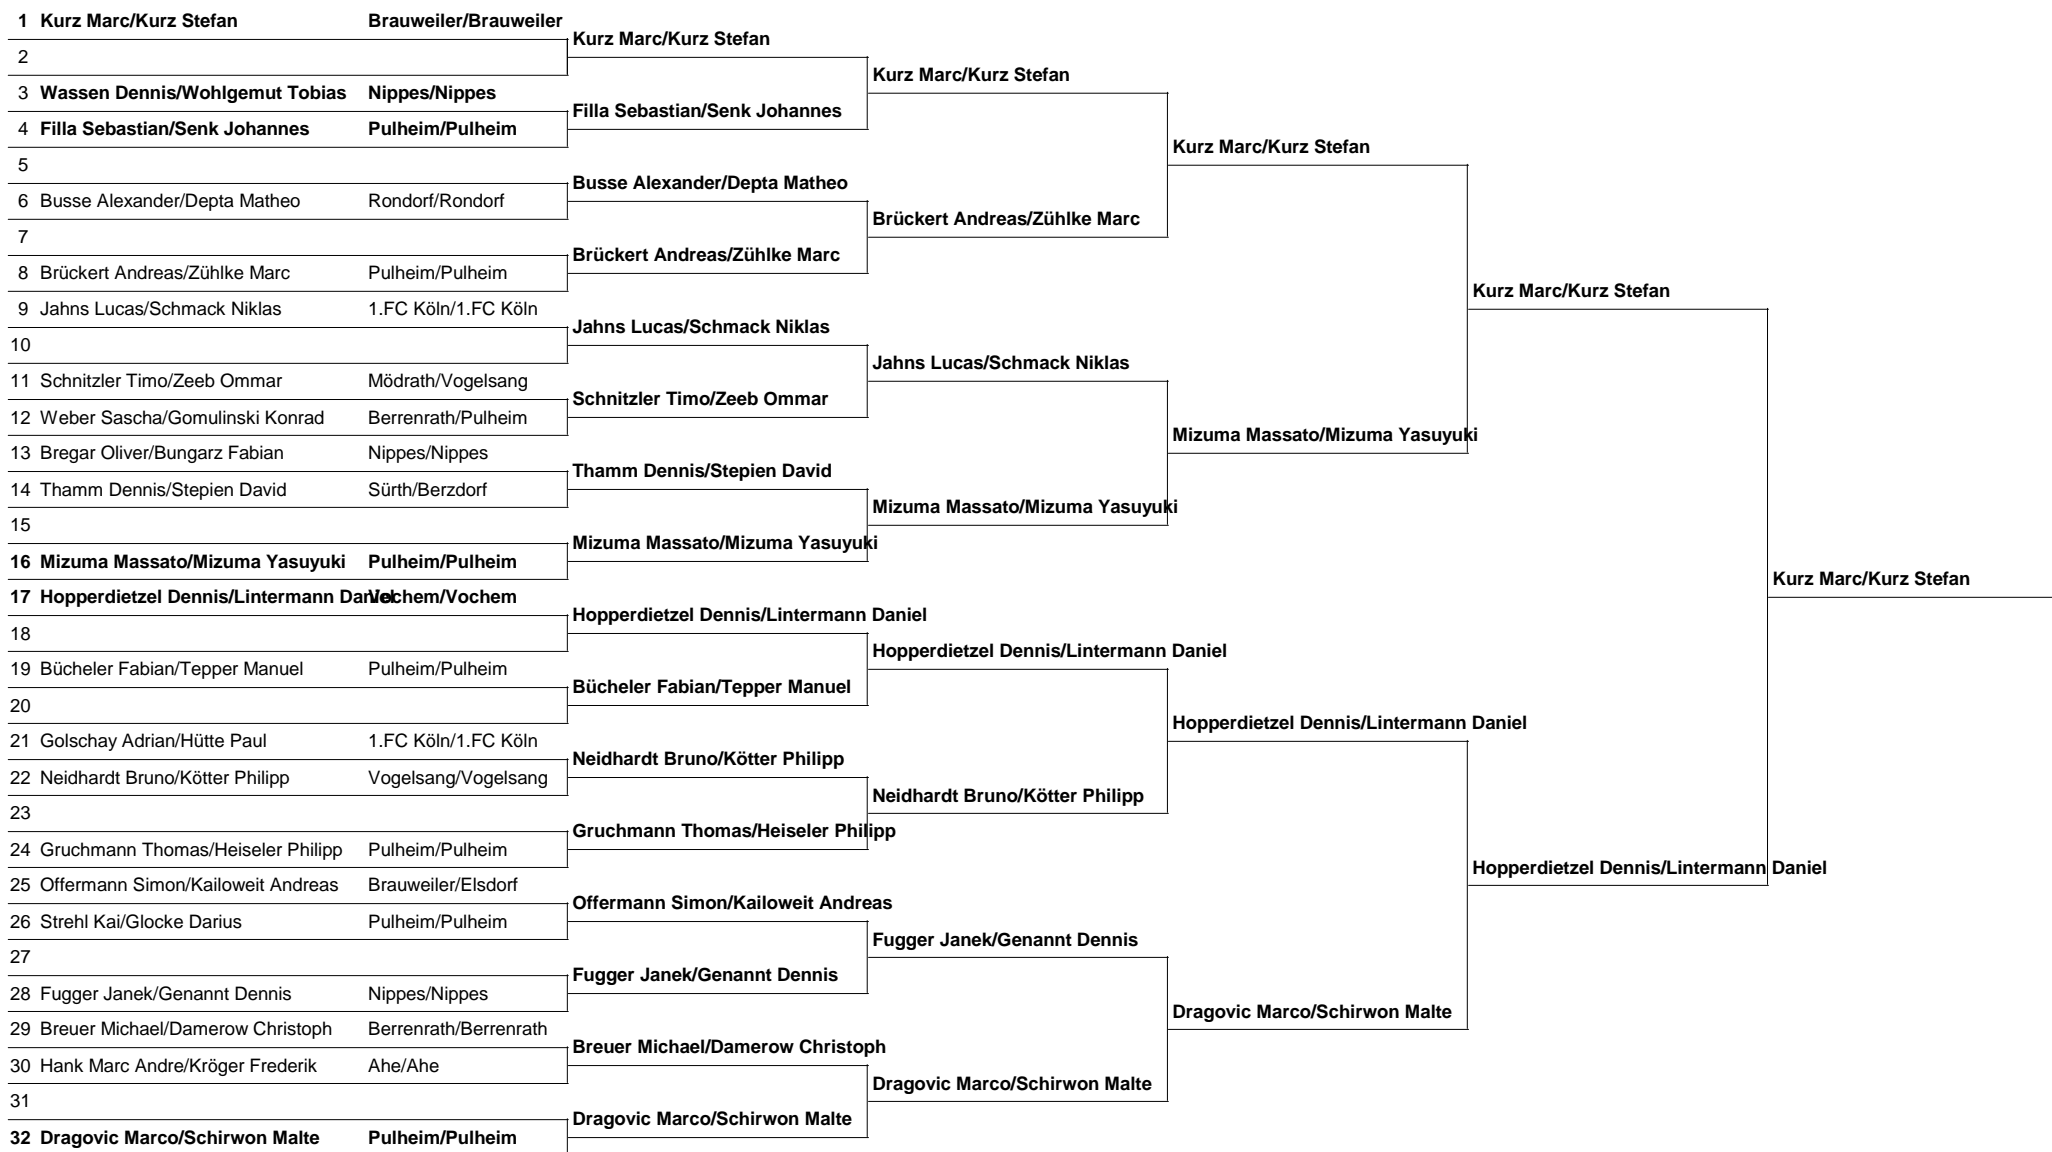 1 Kurz Marc/Kurz Stefan Brauweiler/Brauweiler
Kurz Marc/Kurz Stefan
2
Kurz Marc/Kurz Stefan
3 Wassen Dennis/Wohlgemut Tobias Nippes/Nippes
Filla Sebastian/Senk Johannes
4 Filla Sebastian/Senk Johannes Pulheim/Pulheim
Kurz Marc/Kurz Stefan
5
Busse Alexander/Depta Matheo
6 Busse Alexander/Depta Matheo Rondorf/Rondorf
Brückert Andreas/Zühlke Marc
7
Brückert Andreas/Zühlke Marc
8 Brückert Andreas/Zühlke Marc Pulheim/Pulheim
Kurz Marc/Kurz Stefan
9 Jahns Lucas/Schmack Niklas 1.FC Köln/1.FC Köln
Jahns Lucas/Schmack Niklas
10
Jahns Lucas/Schmack Niklas
11 Schnitzler Timo/Zeeb Ommar Mödrath/Vogelsang
Schnitzler Timo/Zeeb Ommar
12 Weber Sascha/Gomulinski Konrad Berrenrath/Pulheim
Mizuma Massato/Mizuma Yasuyuki
13 Bregar Oliver/Bungarz Fabian Nippes/Nippes
Thamm Dennis/Stepien David
14 Thamm Dennis/Stepien David Sürth/Berzdorf
Mizuma Massato/Mizuma Yasuyuki
15
Mizuma Massato/Mizuma Yasuyuki
16 Mizuma Massato/Mizuma Yasuyuki Pulheim/Pulheim
Kurz Marc/Kurz Stefan
17 Hopperdietzel Dennis/Lintermann Daniel Vochem/Vochem
Hopperdietzel Dennis/Lintermann Daniel
18
Hopperdietzel Dennis/Lintermann Daniel
19 Bücheler Fabian/Tepper Manuel Pulheim/Pulheim
Bücheler Fabian/Tepper Manuel
20
Hopperdietzel Dennis/Lintermann Daniel
21 Golschay Adrian/Hütte Paul 1.FC Köln/1.FC Köln
Neidhardt Bruno/Kötter Philipp
22 Neidhardt Bruno/Kötter Philipp Vogelsang/Vogelsang
Neidhardt Bruno/Kötter Philipp
23
Gruchmann Thomas/Heiseler Philipp
24 Gruchmann Thomas/Heiseler Philipp Pulheim/Pulheim
Hopperdietzel Dennis/Lintermann Daniel
25 Offermann Simon/Kailoweit Andreas Brauweiler/Elsdorf
Offermann Simon/Kailoweit Andreas
26 Strehl Kai/Glocke Darius Pulheim/Pulheim
Fugger Janek/Genannt Dennis
27
Fugger Janek/Genannt Dennis
28 Fugger Janek/Genannt Dennis Nippes/Nippes
Dragovic Marco/Schirwon Malte
29 Breuer Michael/Damerow Christoph Berrenrath/Berrenrath
Breuer Michael/Damerow Christoph
30 Hank Marc Andre/Kröger Frederik Ahe/Ahe
Dragovic Marco/Schirwon Malte
31
Dragovic Marco/Schirwon Malte
32 Dragovic Marco/Schirwon Malte Pulheim/Pulheim